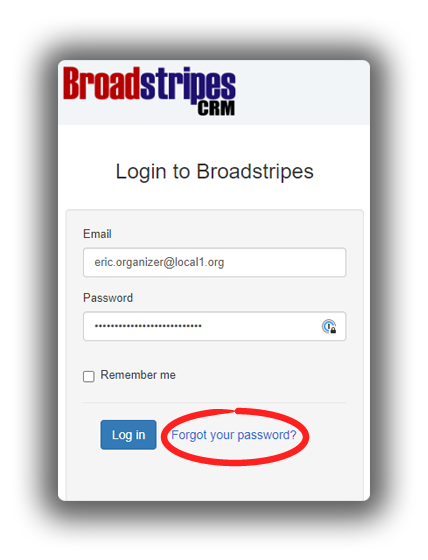 Broadstripes
CRM
Login to Broadstripes
Email
eric.organizer@local1.org
Password
Remember me
Log in Forgot your password?